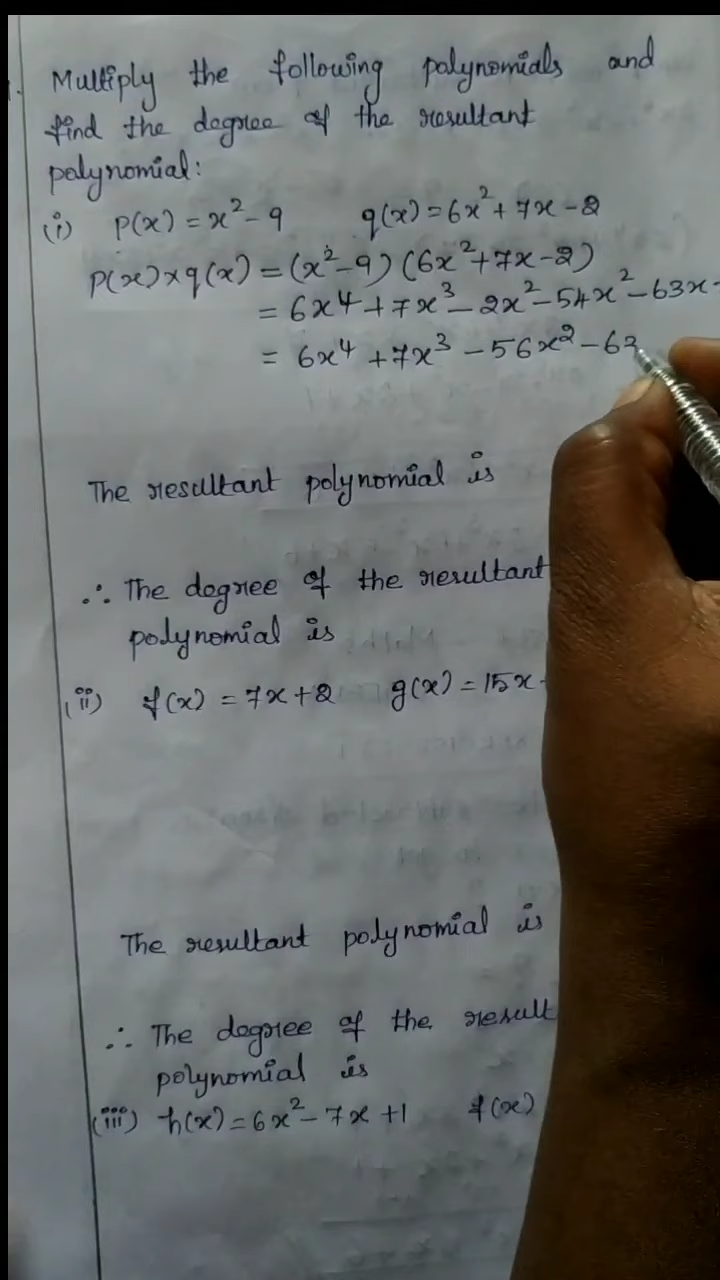 Multiply the following polynomials and
find the degree of the resultant
polynomial:
(i) P(x) = x² - 9 q(x) = 6x² + 7x - 2
P(x) × q(x) = (x² - 9) (6x² + 7x - 2)
= 6x⁴ + 7x³ - 2x² - 54x² - 63x
= 6x⁴ + 7x³ - 56x² - 63
The resultant polynomial is
∴ The degree of the resultant
polynomial is
(ii) f(x) = 7x + 2 g(x) = 15x
The resultant polynomial is
∴ The degree of the result
polynomial is
(iii) h(x) = 6x² - 7x + 1 f(x)